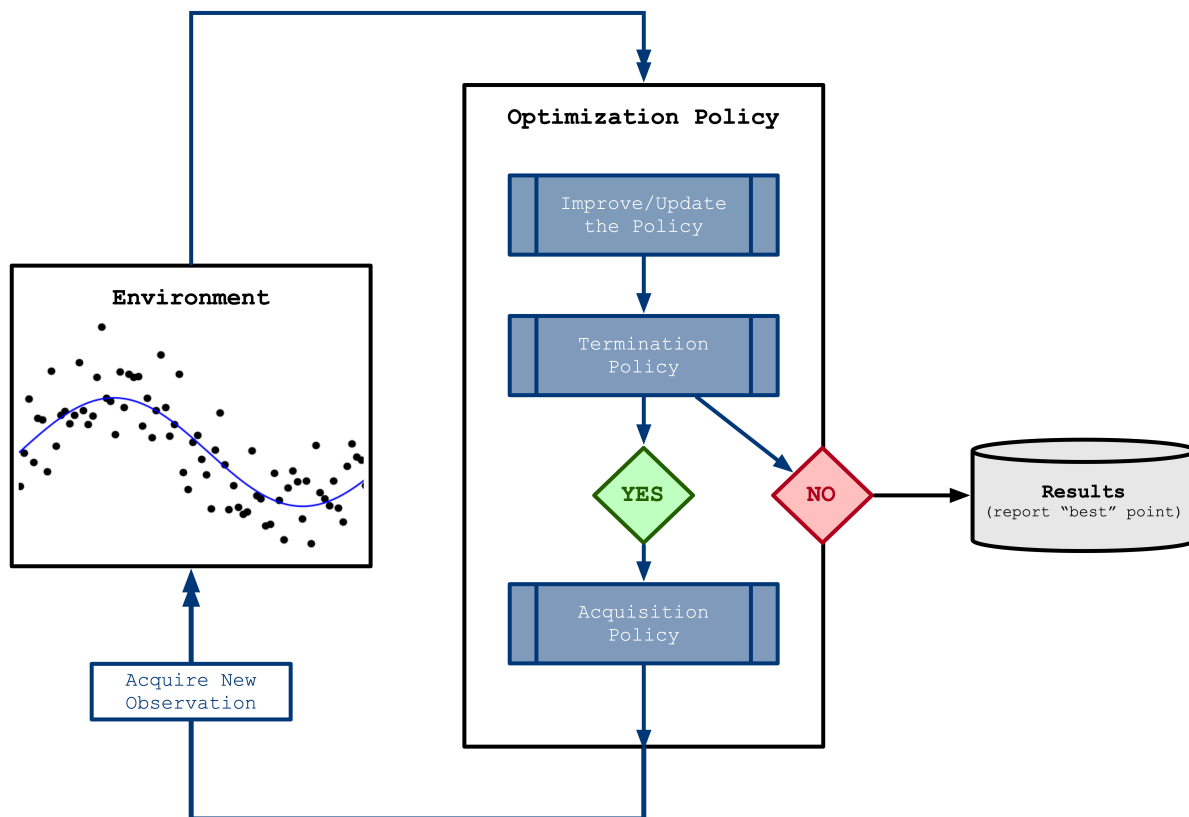 Optimization Policy
Improve/Update
the Policy
Environment
Termination
Policy
YES
NO
Results
(report “best” point)
Acquisition
Policy
Acquire New
Observation